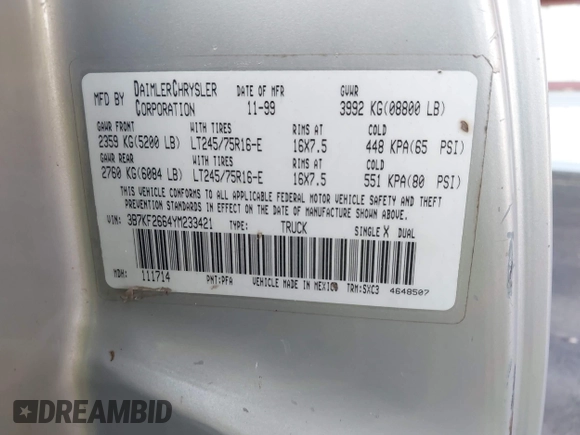 MFD BY DAIMLERCHRYSLER CORPORATION DATE OF MFR 11-99 GVWR 3992 KG(08800 LB)
GAWR FRONT WITH TIRES RIMS AT COLD
2359 KG(5200 LB) LT245/75R16-E 16X7.5 448 KPA(65 PSI)
GAWR REAR WITH TIRES RIMS AT COLD
2760 KG(6084 LB) LT245/75R16-E 16X7.5 551 KPA(80 PSI)
THIS VEHICLE CONFORMS TO ALL APPLICABLE FEDERAL MOTOR VEHICLE SAFETY AND THEFT
PREVENTION STANDARDS IN EFFECT ON THE DATE OF MANUFACTURE SHOWN ABOVE
VIN: 3B7KF2664YM233421 TYPE: TRUCK SINGLE X DUAL
MDH: 111714 PNT:PFA VEHICLE MADE IN MEXICO TRM:SXC3 4648507
DREAMBID